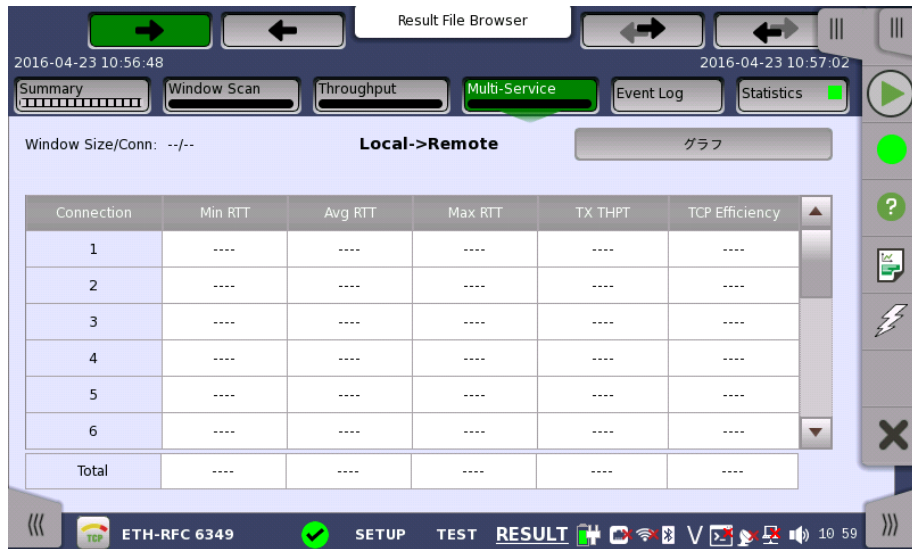 Result File Browser
2016-04-23 10:56:48
2016-04-23 10:57:02
Summary
Window Scan
Throughput
Multi-Service
Event Log
Statistics
Window Size/Conn: --/--
Local->Remote
グラフ
Connection Min RTT Avg RTT Max RTT TX THPT TCP Efficiency
1 ---- ---- ---- ---- ----
2 ---- ---- ---- ---- ----
3 ---- ---- ---- ---- ----
4 ---- ---- ---- ---- ----
5 ---- ---- ---- ---- ----
6 ---- ---- ---- ---- ----
Total ---- ---- ---- ---- ----
TCP
ETH-RFC 6349
SETUP
TEST
RESULT
V
10 59